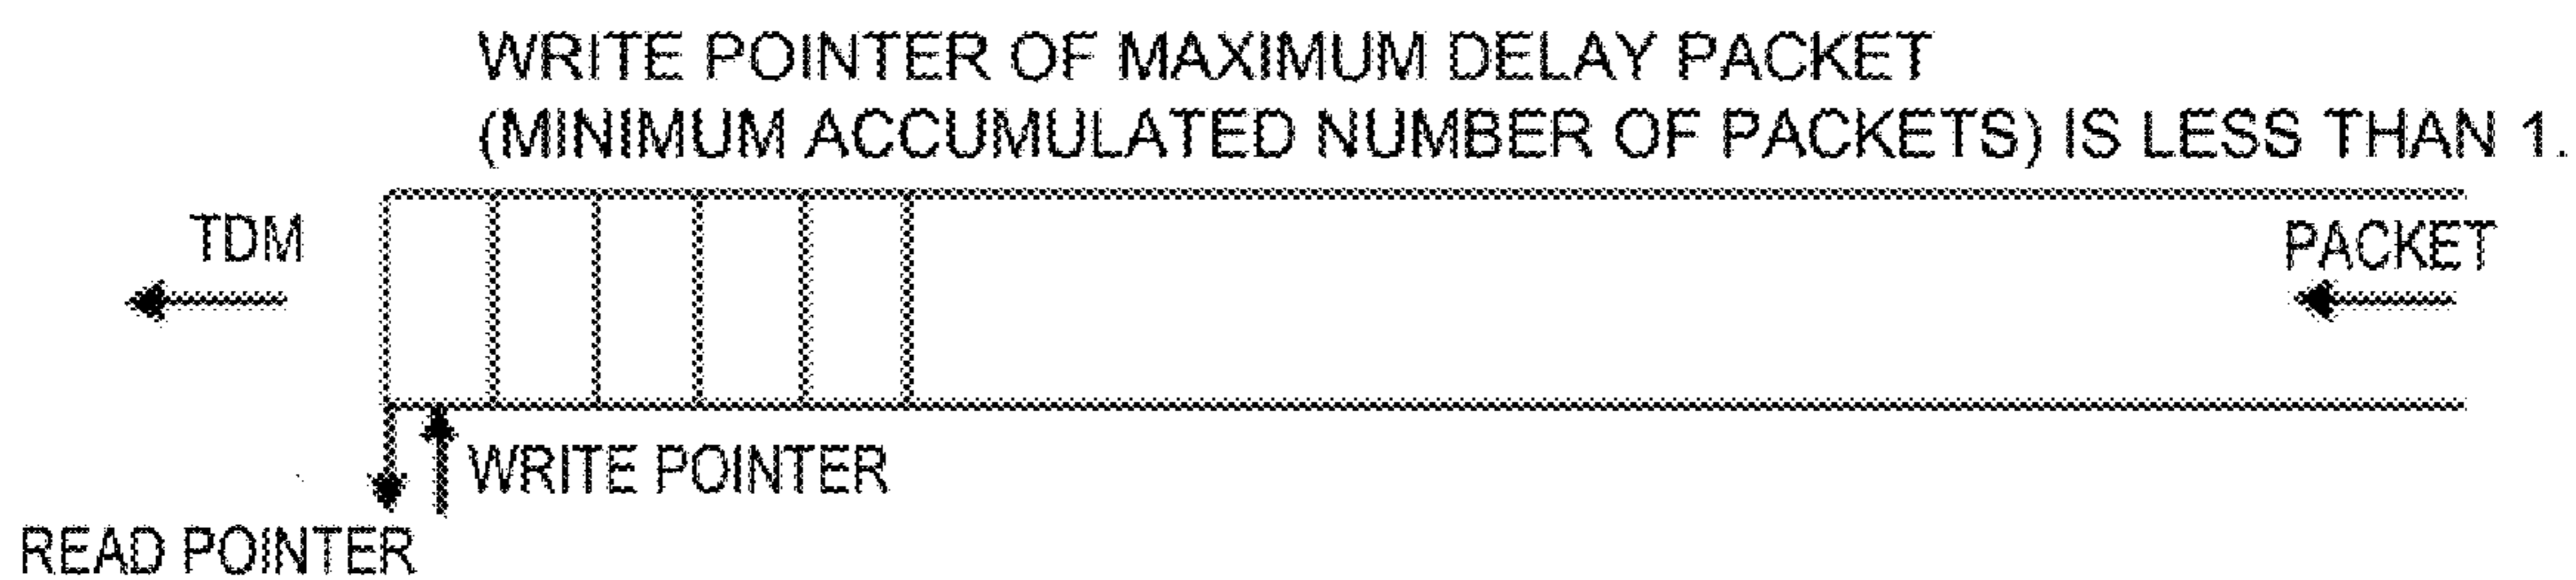 WRITE POINTER OF MAXIMUM DELAY PACKET
(MINIMUM ACCUMULATED NUMBER OF PACKETS) IS LESS THAN 1.
TDM
PACKET
WRITE POINTER
READ POINTER